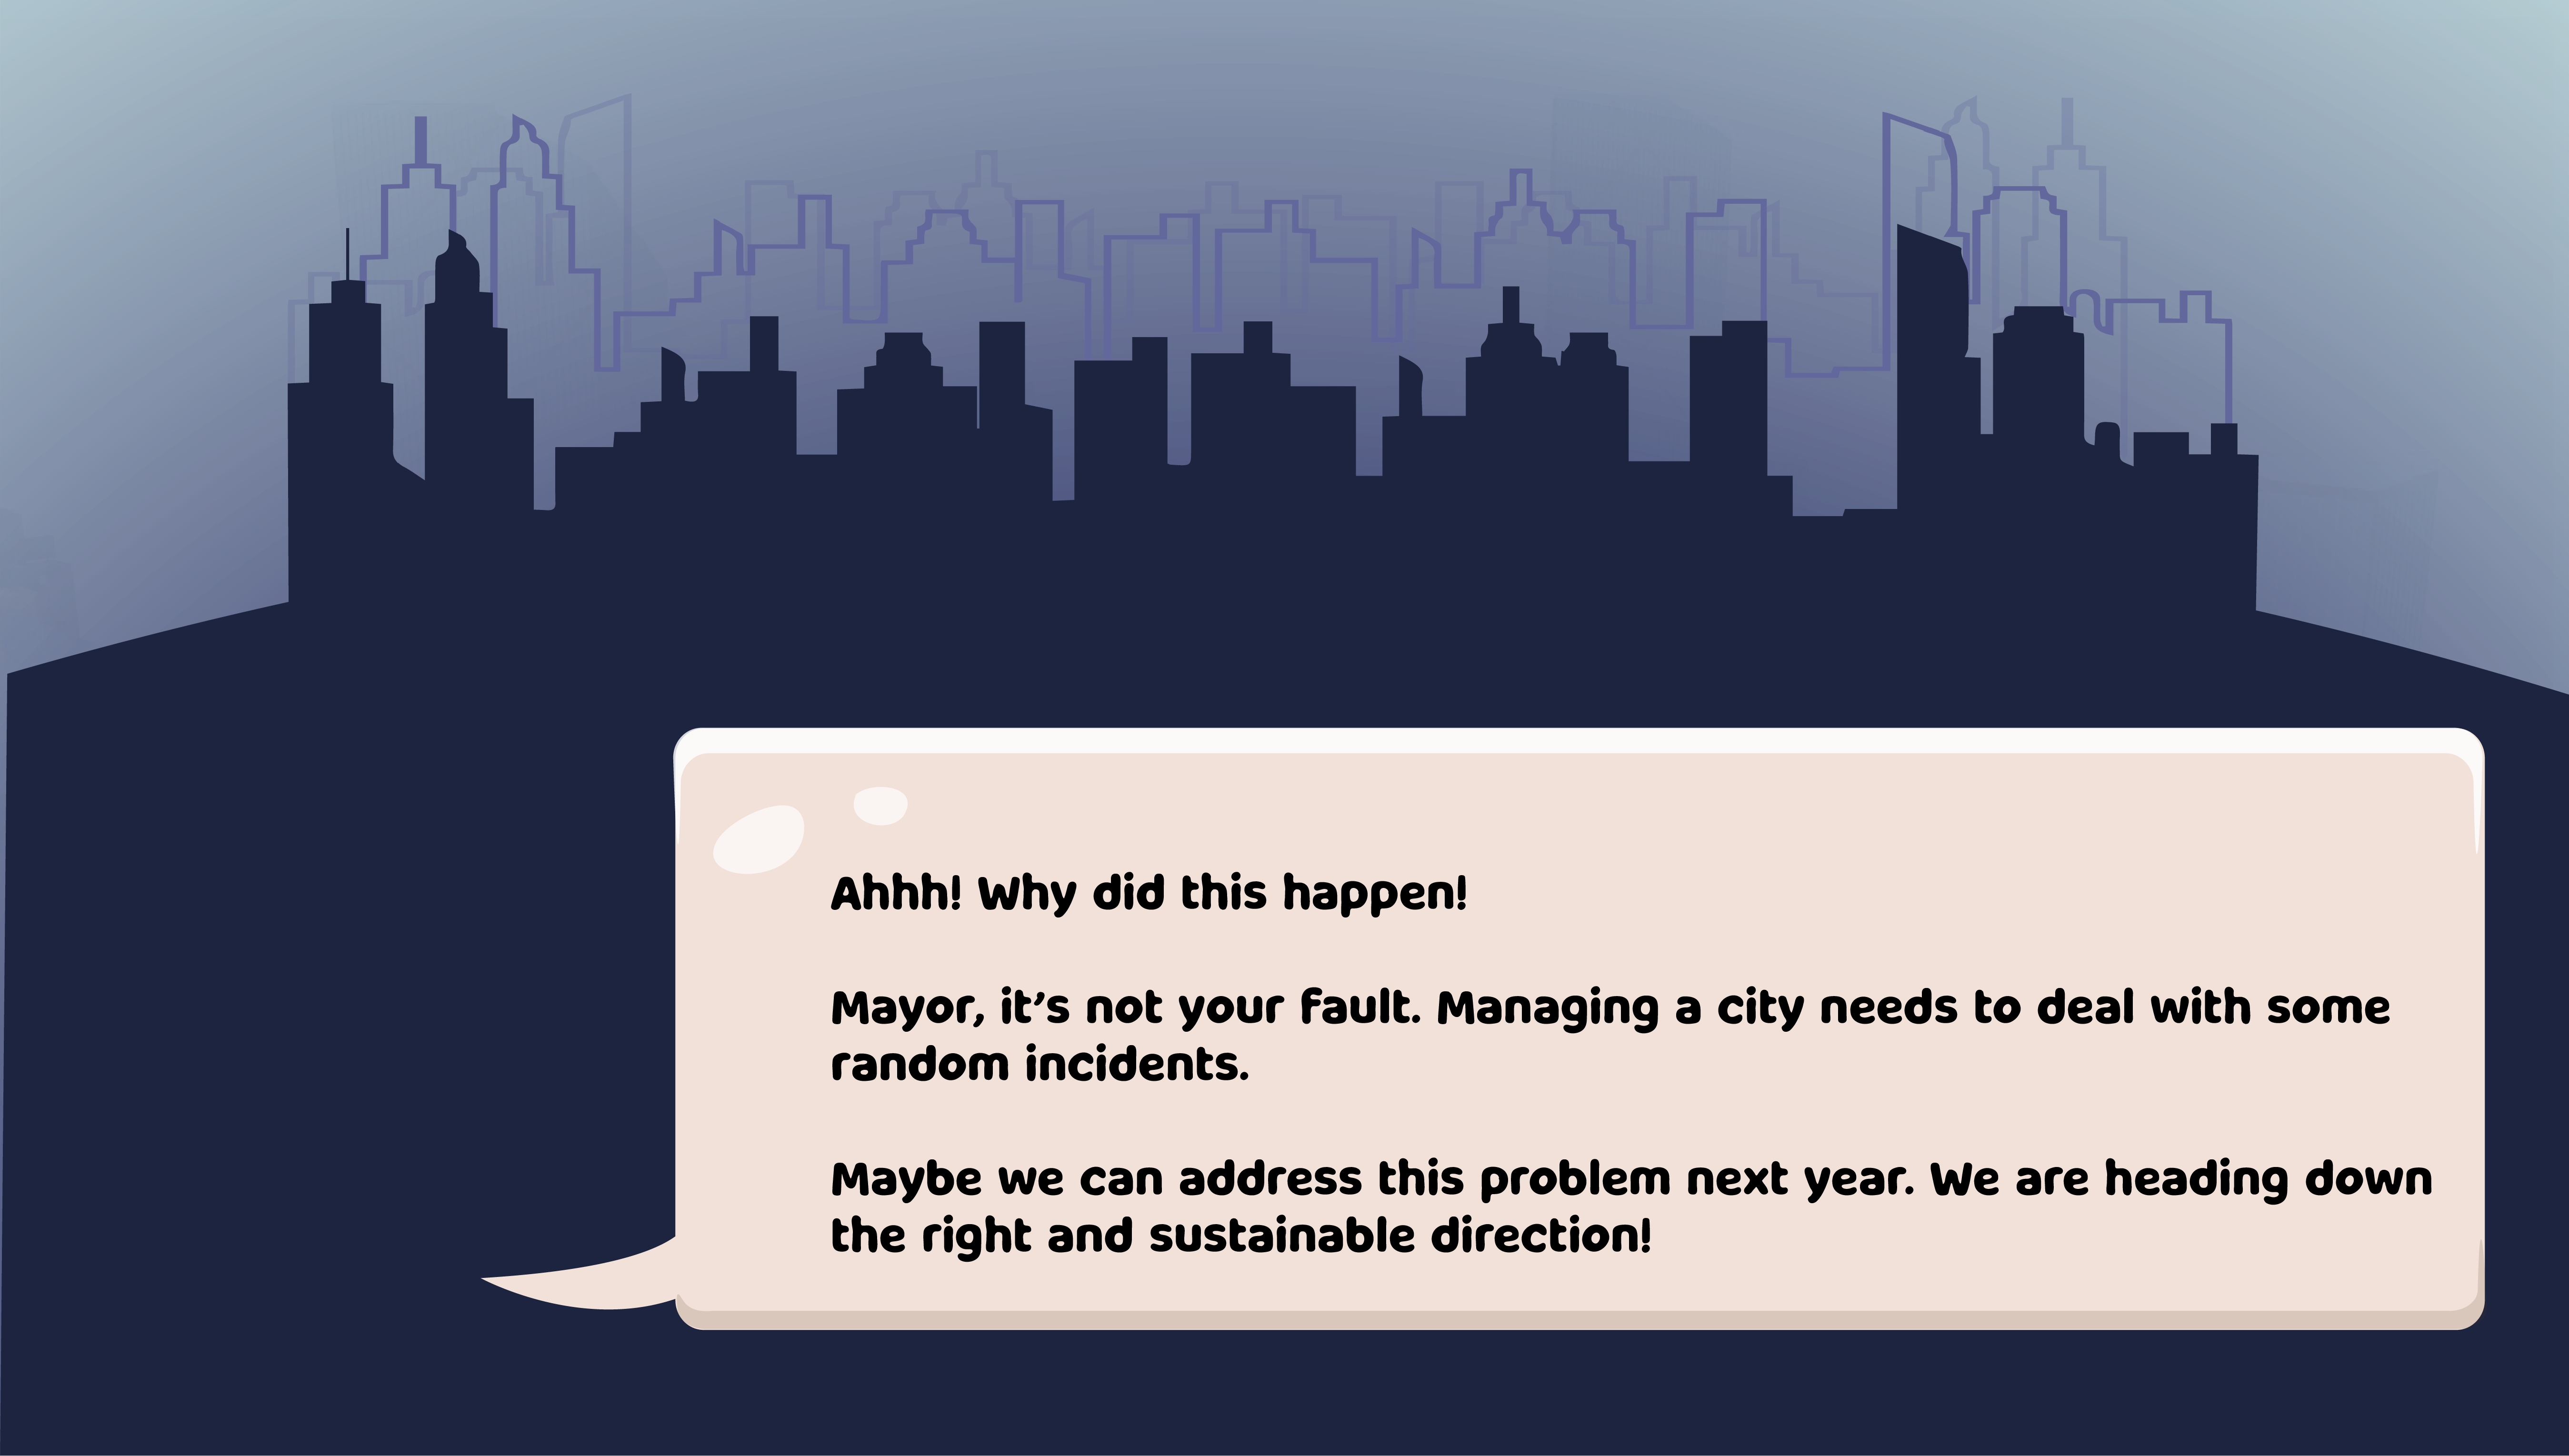 Ahhh! Why did this happen!
Mayor, it’s not your fault. Managing a city needs to deal with some
random incidents.
Maybe we can address this problem next year. We are heading down
the right and sustainable direction!